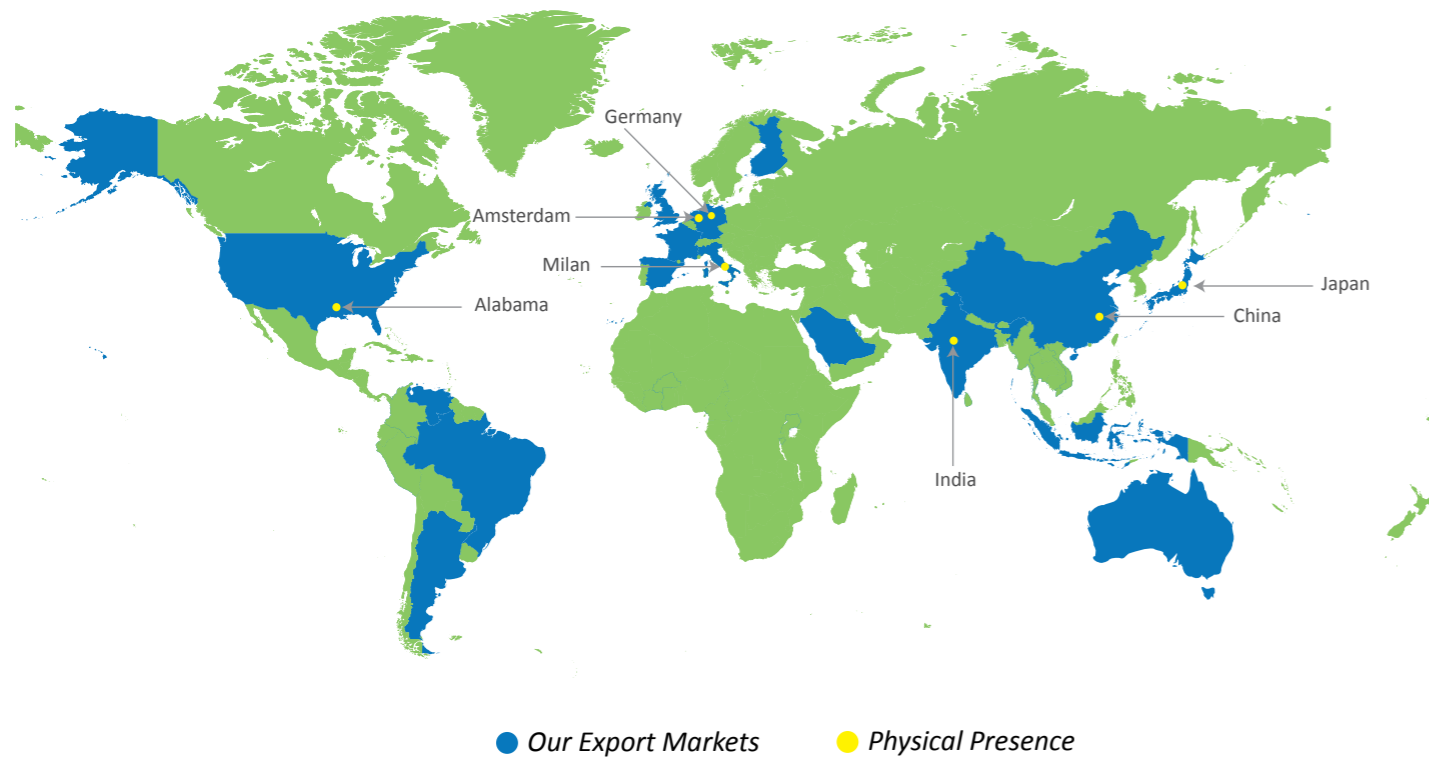 Germany
Amsterdam
Milan
Alabama
Japan
China
India
Our Export Markets
Physical Presence